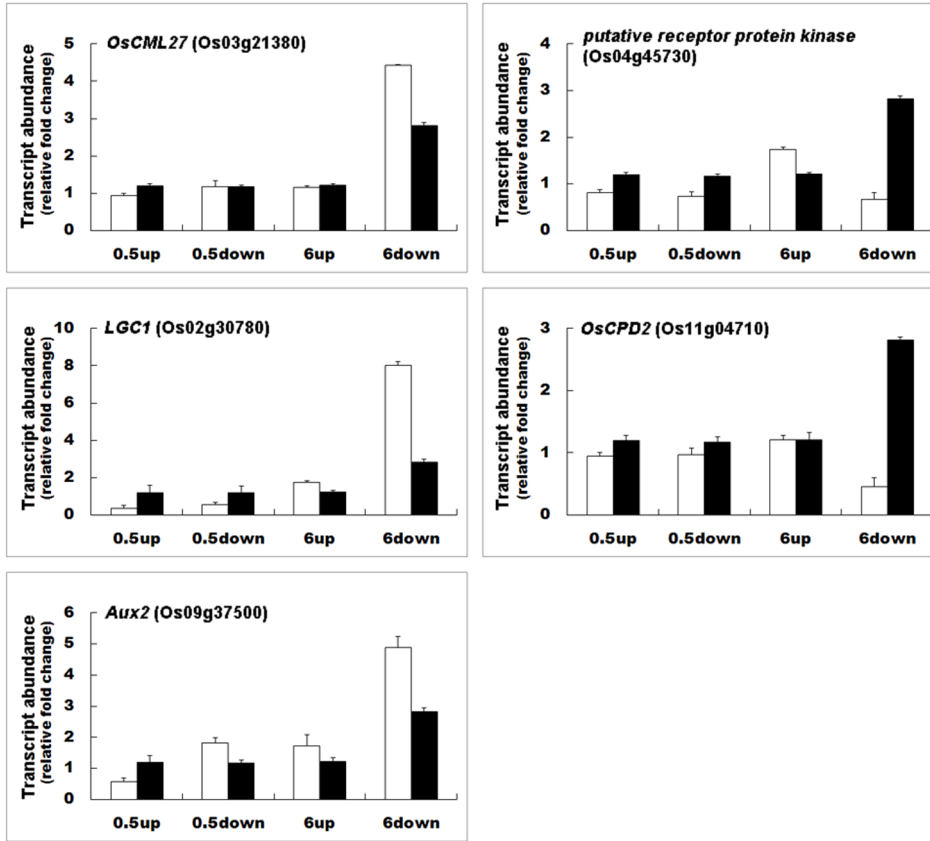 OsCML27 (Os03g21380)
Transcript abundance
(relative fold change)
5
4
3
2
1
0
0.5up 0.5down 6up 6down
putative receptor protein kinase
(Os04g45730)
Transcript abundance
(relative fold change)
4
3
2
1
0
0.5up 0.5down 6up 6down
LGC1 (Os02g30780)
Transcript abundance
(relative fold change)
10
8
6
4
2
0
0.5up 0.5down 6up 6down
OsCPD2 (Os11g04710)
Transcript abundance
(relative fold change)
3
2
1
0
0.5up 0.5down 6up 6down
Aux2 (Os09g37500)
Transcript abundance
(relative fold change)
6
5
4
3
2
1
0
0.5up 0.5down 6up 6down